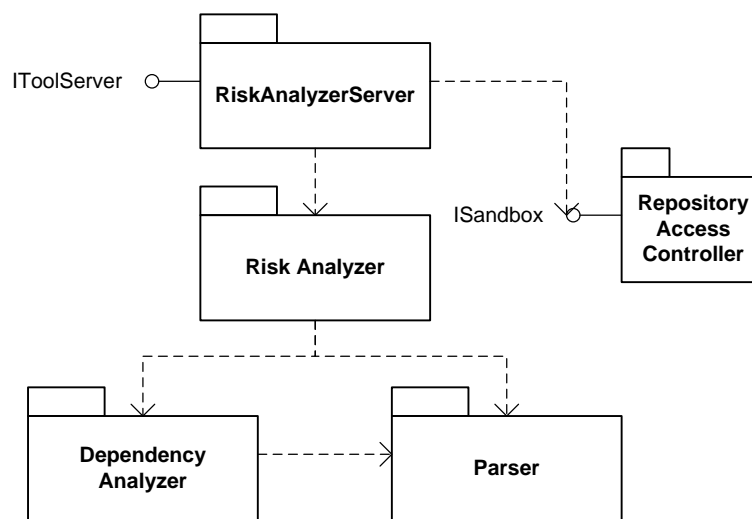 IToolServer
RiskAnalyzerServer
ISandbox
Repository
Access
Controller
Risk Analyzer
Dependency
Analyzer
Parser